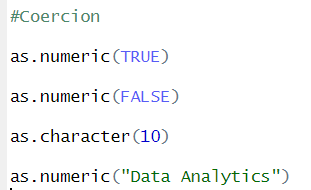 #Coercion
as.numeric(TRUE)
as.numeric(FALSE)
as.character(10)
as.numeric("Data Analytics")